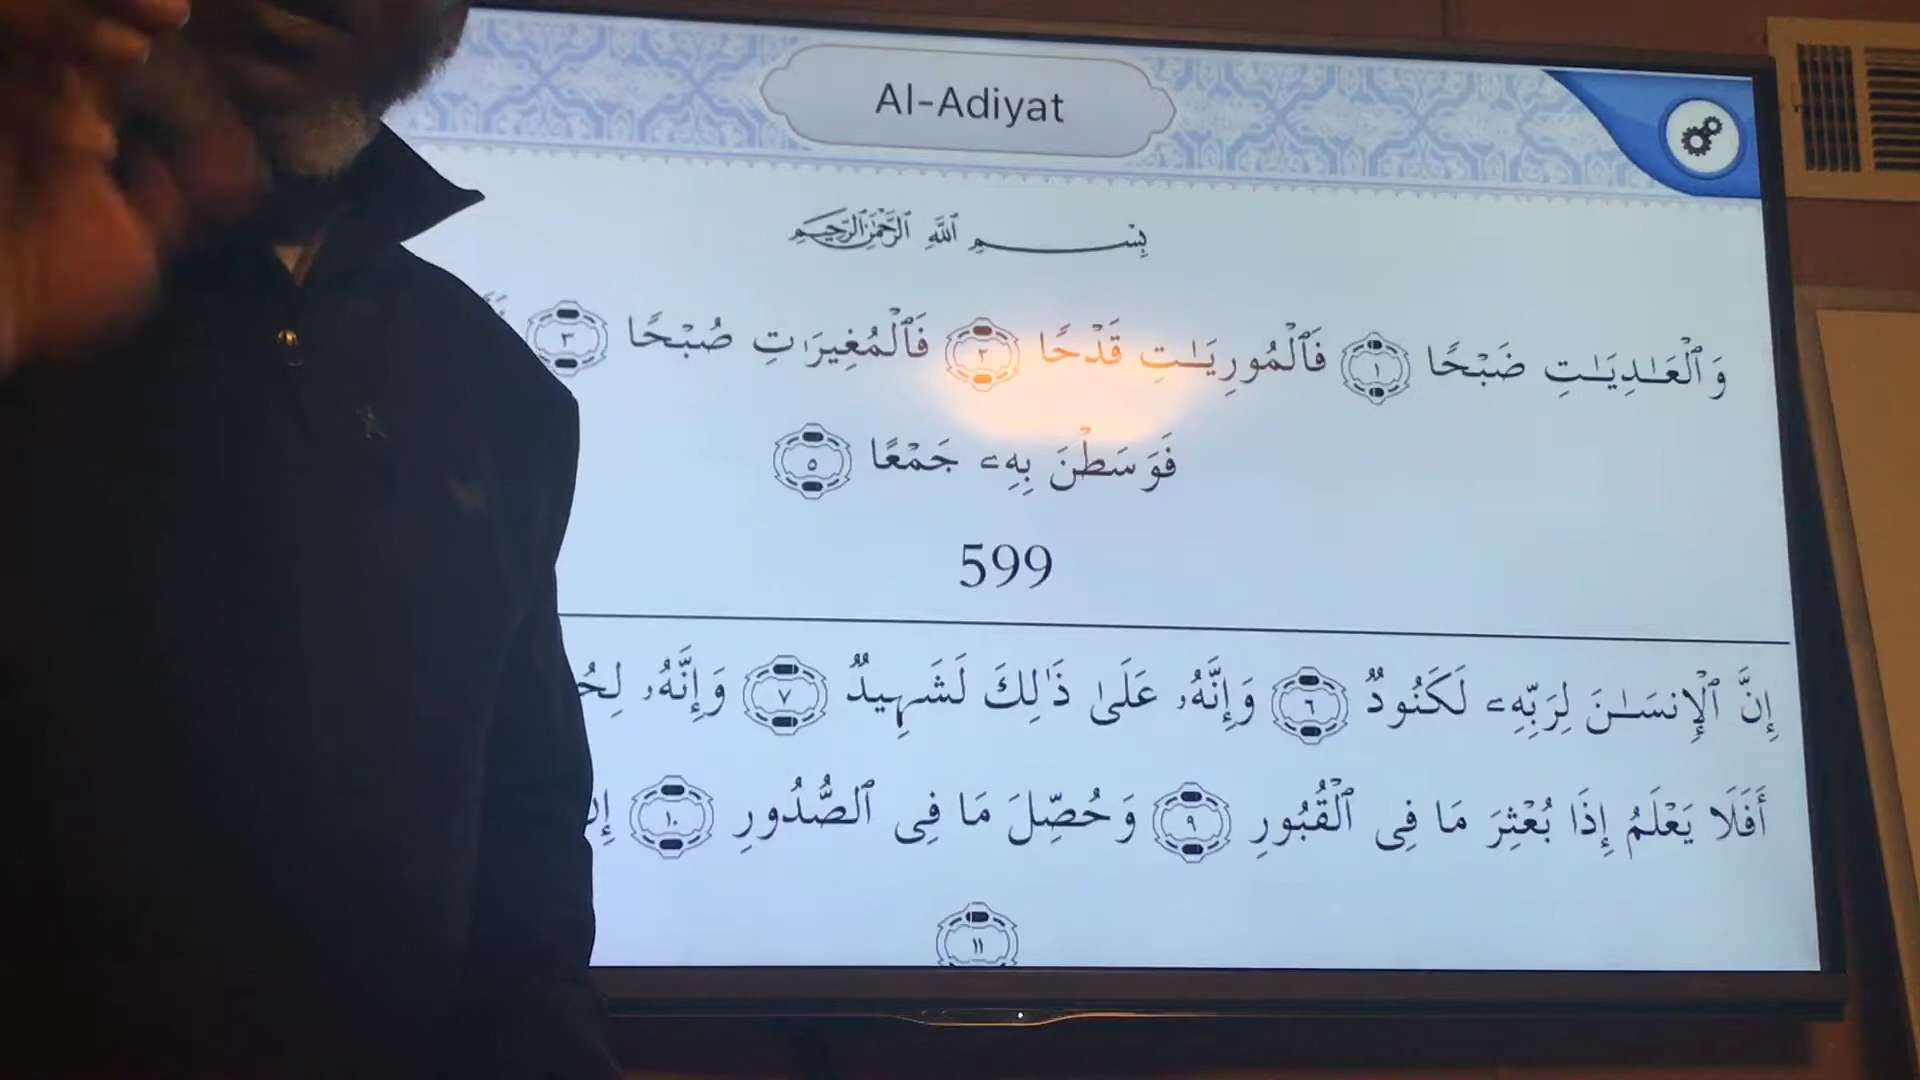 Al-Adiyat
بِسْمِ ٱللَّهِ ٱلرَّحْمَٰنِ ٱلرَّحِيمِ
وَٱلْعَـٰدِيَـٰتِ ضَبْحًا ١ فَٱلْمُورِيَـٰتِ قَدْحًا ٢ فَٱلْمُغِيرَٰتِ صُبْحًا ٣
فَوَسَطْنَ بِهِۦ جَمْعًا ٥
599
إِنَّ ٱلْإِنسَـٰنَ لِرَبِّهِۦ لَكَنُودٌ ٦ وَإِنَّهُۥ عَلَىٰ ذَٰلِكَ لَشَهِيدٌ ٧ وَإِنَّهُۥ
أَفَلَا يَعْلَمُ إِذَا بُعْثِرَ مَا فِى ٱلْقُبُورِ ٩ وَحُصِّلَ مَا فِى ٱلصُّدُورِ ١٠
١١